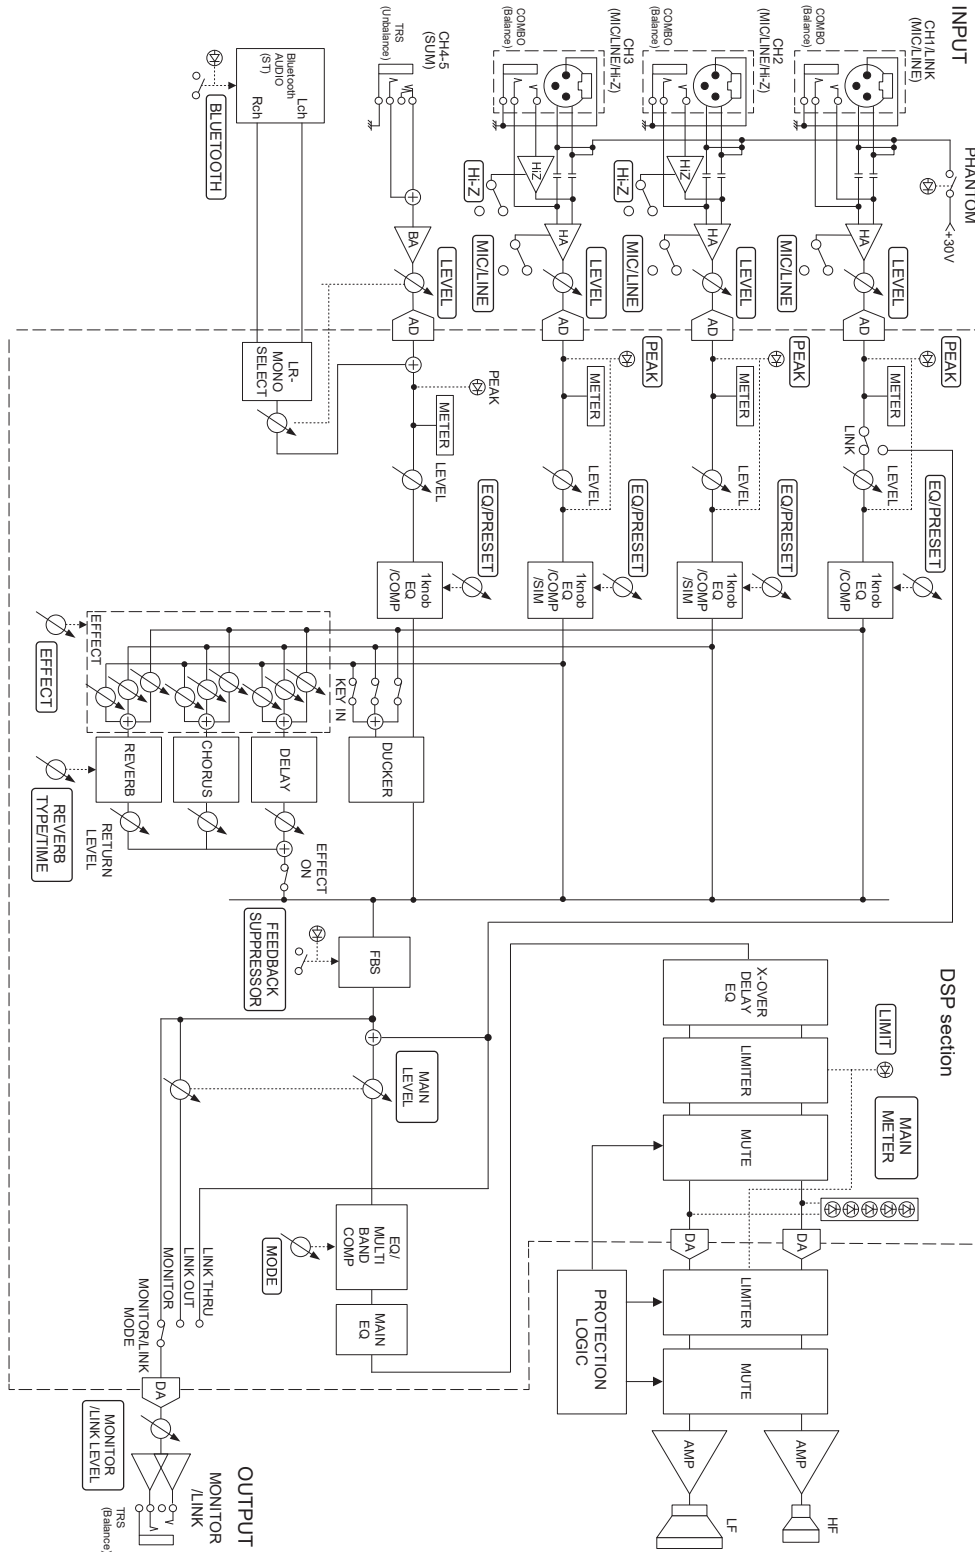 INPUT
CH1/LINK
(MIC/LINE)
COMBO
(Balance)
PHANTOM
+30V
HA
MIC/LINE
LEVEL
AD
PEAK
METER
LINK
LEVEL
EQ/PRESET
1knob
EQ
/COMP
CH2
(MIC/LINE/Hi-Z)
COMBO
(Balance)
HiZ
Hi-Z
HA
MIC/LINE
LEVEL
AD
PEAK
METER
LEVEL
EQ/PRESET
1knob
EQ
/COMP
/SIM
CH3
(MIC/LINE/Hi-Z)
COMBO
(Balance)
HiZ
Hi-Z
HA
MIC/LINE
LEVEL
AD
PEAK
METER
LEVEL
EQ/PRESET
1knob
EQ
/COMP
/SIM
CH4-5
(SUM)
TRS
(Unbalance)
BA
LEVEL
AD
PEAK
METER
LEVEL
EQ/PRESET
1knob
EQ
/COMP
Bluetooth
AUDIO
(ST)
Lch
Rch
BLUETOOTH
LR-
MONO
SELECT
KEY IN
DUCKER
EFFECT
EFFECT
DELAY
CHORUS
REVERB
REVERB
TYPE/TIME
RETURN
LEVEL
EFFECT
ON
FEEDBACK
SUPPRESSOR
FBS
MAIN
LEVEL
EQ/
MULTI
BAND
COMP
MODE
MAIN
EQ
LINK THRU
LINK OUT
MONITOR
MONITOR/LINK
MODE
DA
MONITOR
/LINK LEVEL
OUTPUT
MONITOR
/LINK
TRS
(Balance)
DSP section
X-OVER
DELAY
EQ
LIMITER
LIMIT
MUTE
MAIN
METER
DA
DA
LIMITER
MUTE
PROTECTION
LOGIC
AMP
AMP
HF
LF